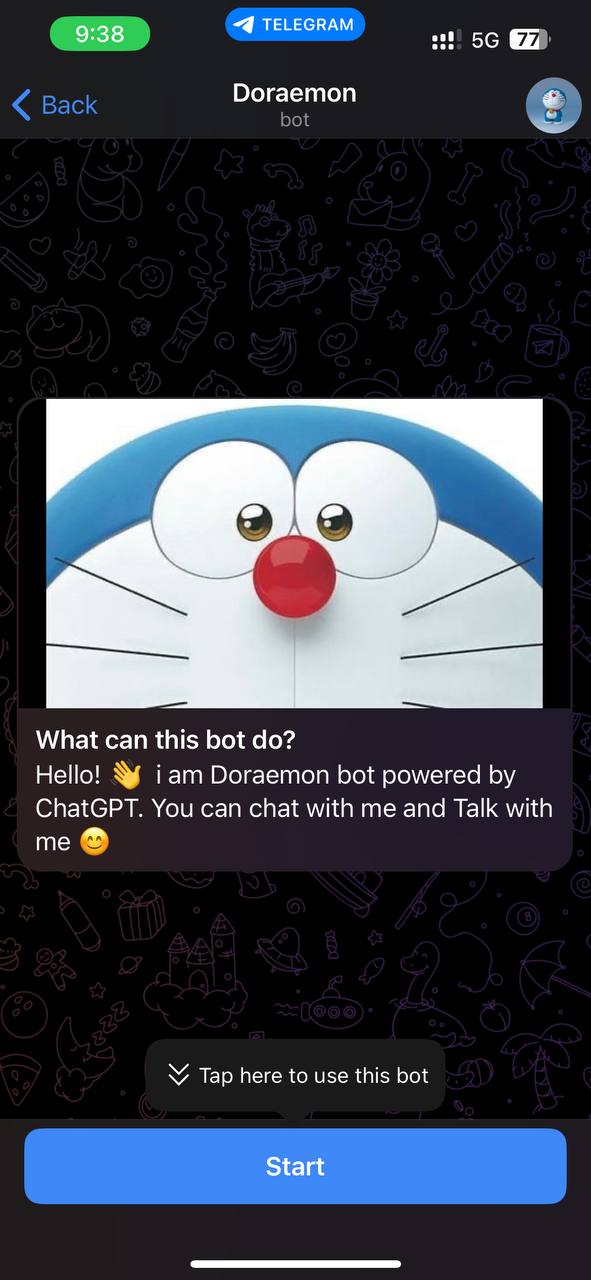 9:38
TELEGRAM
5G
77
Back
Doraemon
bot
What can this bot do?
Hello! 👋 i am Doraemon bot powered by
ChatGPT. You can chat with me and Talk with
me 😊
Tap here to use this bot
Start